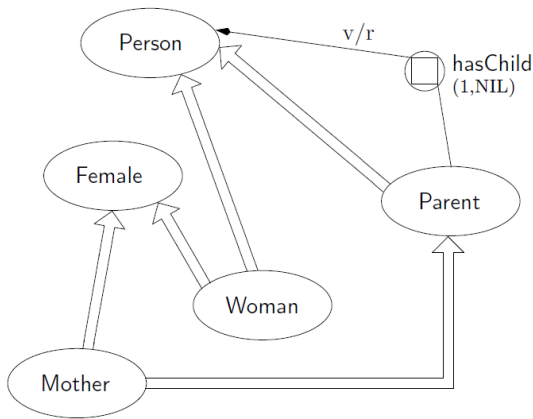 Person
v/r
hasChild
(1,NIL)
Female
Parent
Woman
Mother